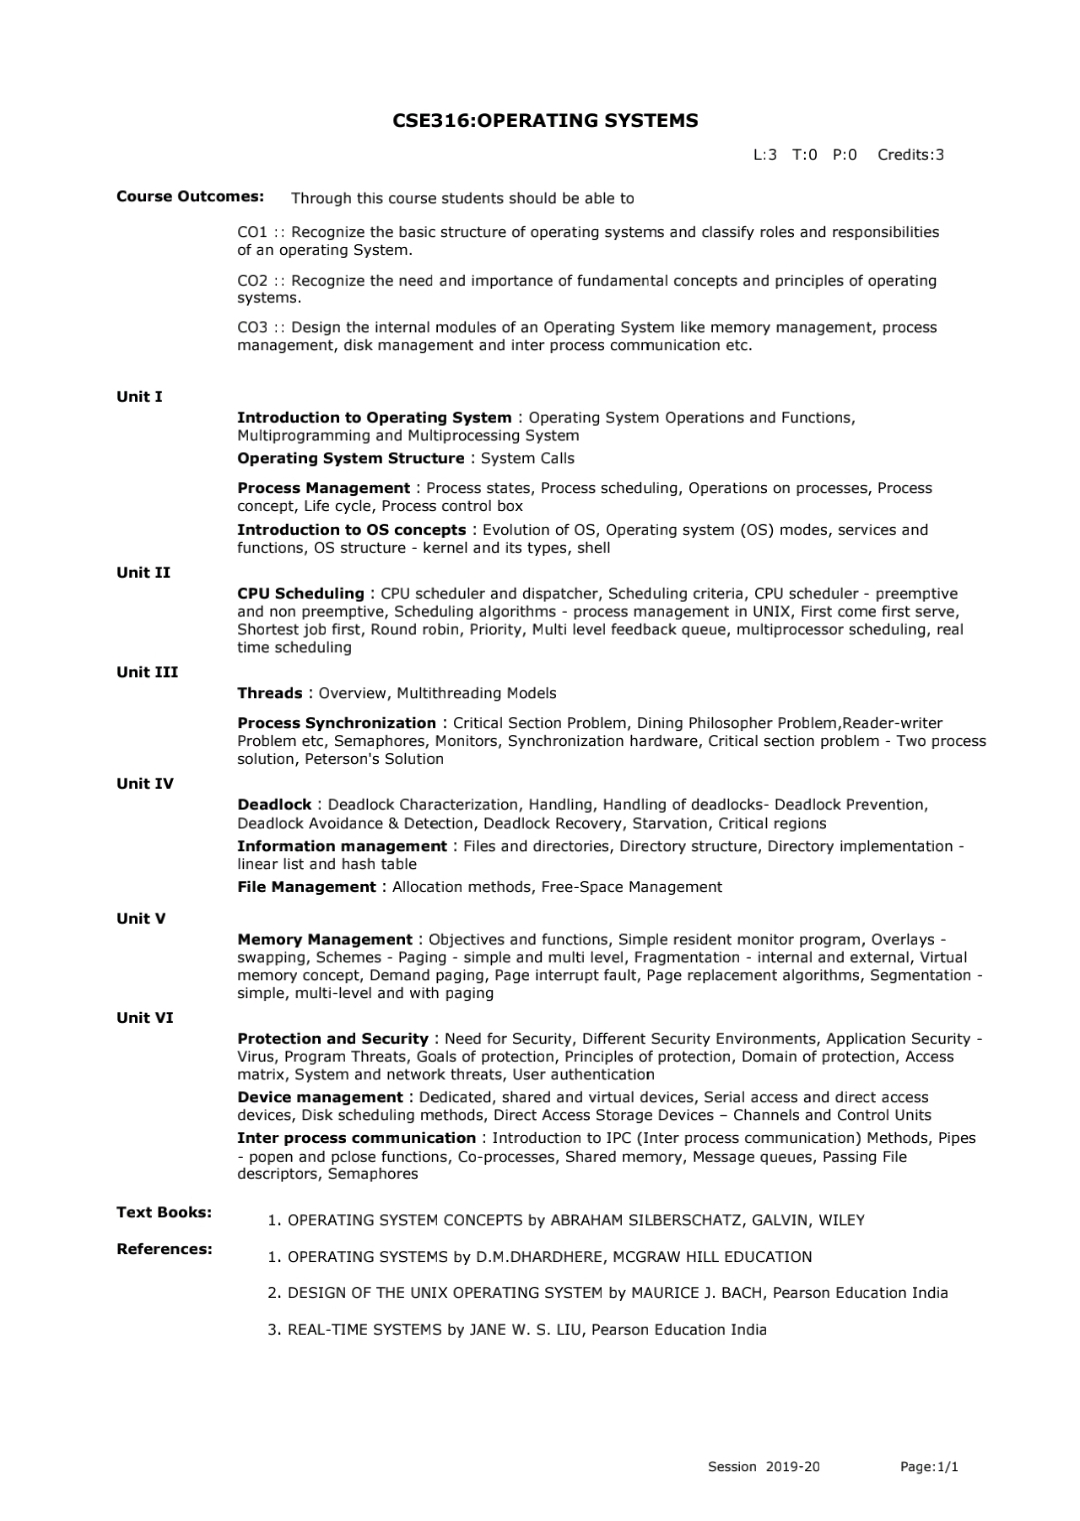 CSE316:OPERATING SYSTEMS
L:3 T:0 P:0 Credits:3
Course Outcomes: Through this course students should be able to
CO1 :: Recognize the basic structure of operating systems and classify roles and responsibilities
of an operating System.
CO2 :: Recognize the need and importance of fundamental concepts and principles of operating
systems.
CO3 :: Design the internal modules of an Operating System like memory management, process
management, disk management and inter process communication etc.
Unit I
Introduction to Operating System : Operating System Operations and Functions,
Multiprogramming and Multiprocessing System
Operating System Structure : System Calls
Process Management : Process states, Process scheduling, Operations on processes, Process
concept, Life cycle, Process control box
Introduction to OS concepts : Evolution of OS, Operating system (OS) modes, services and
functions, OS structure - kernel and its types, shell
Unit II
CPU Scheduling : CPU scheduler and dispatcher, Scheduling criteria, CPU scheduler - preemptive
and non preemptive, Scheduling algorithms - process management in UNIX, First come first serve,
Shortest job first, Round robin, Priority, Multi level feedback queue, multiprocessor scheduling, real
time scheduling
Unit III
Threads : Overview, Multithreading Models
Process Synchronization : Critical Section Problem, Dining Philosopher Problem,Reader-writer
Problem etc, Semaphores, Monitors, Synchronization hardware, Critical section problem - Two process
solution, Peterson's Solution
Unit IV
Deadlock : Deadlock Characterization, Handling, Handling of deadlocks- Deadlock Prevention,
Deadlock Avoidance & Detection, Deadlock Recovery, Starvation, Critical regions
Information management : Files and directories, Directory structure, Directory implementation -
linear list and hash table
File Management : Allocation methods, Free-Space Management
Unit V
Memory Management : Objectives and functions, Simple resident monitor program, Overlays -
swapping, Schemes - Paging - simple and multi level, Fragmentation - internal and external, Virtual
memory concept, Demand paging, Page interrupt fault, Page replacement algorithms, Segmentation -
simple, multi-level and with paging
Unit VI
Protection and Security : Need for Security, Different Security Environments, Application Security -
Virus, Program Threats, Goals of protection, Principles of protection, Domain of protection, Access
matrix, System and network threats, User authentication
Device management : Dedicated, shared and virtual devices, Serial access and direct access
devices, Disk scheduling methods, Direct Access Storage Devices – Channels and Control Units
Inter process communication : Introduction to IPC (Inter process communication) Methods, Pipes
- popen and pclose functions, Co-processes, Shared memory, Message queues, Passing File
descriptors, Semaphores
Text Books: 1. OPERATING SYSTEM CONCEPTS by ABRAHAM SILBERSCHATZ, GALVIN, WILEY
References: 1. OPERATING SYSTEMS by D.M.DHARDHERE, MCGRAW HILL EDUCATION
2. DESIGN OF THE UNIX OPERATING SYSTEM by MAURICE J. BACH, Pearson Education India
3. REAL-TIME SYSTEMS by JANE W. S. LIU, Pearson Education India
Session 2019-20 Page:1/1